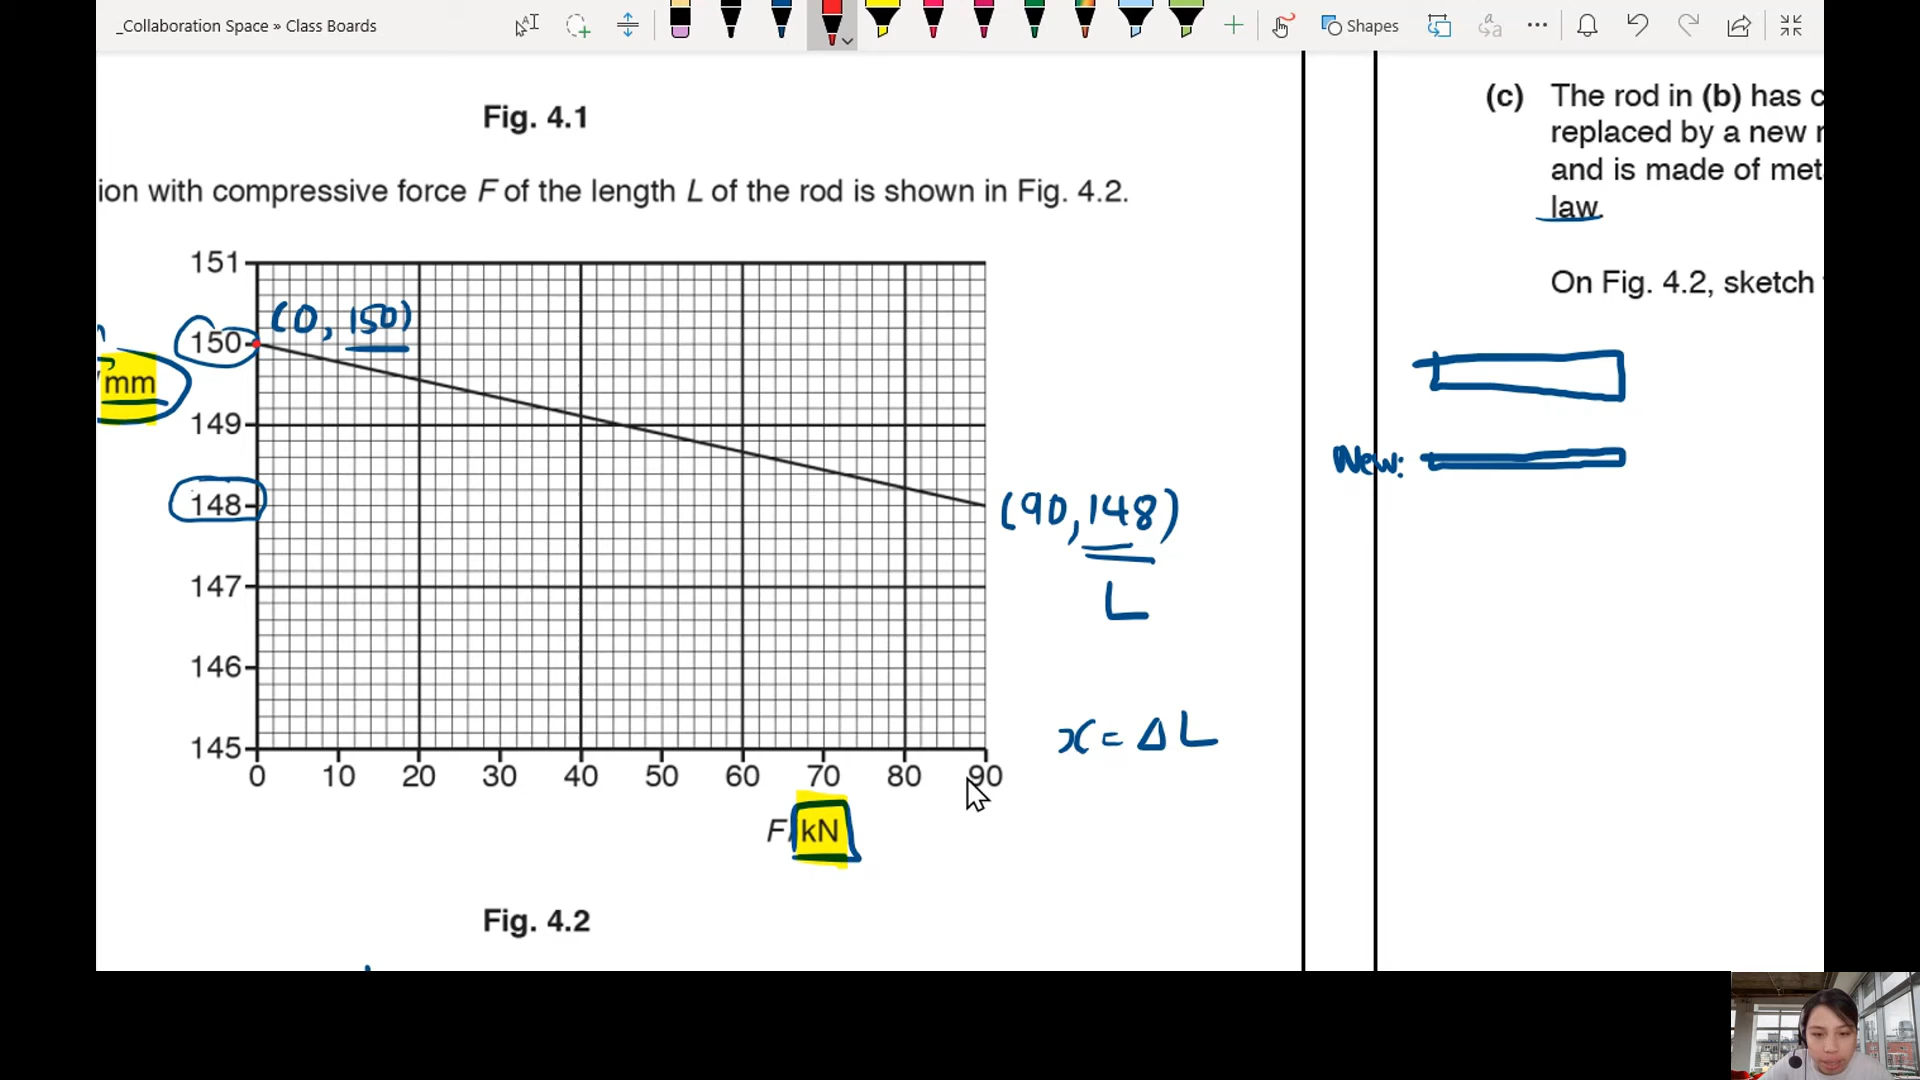 _Collaboration Space » Class Boards
Shapes
Fig. 4.1
ion with compressive force F of the length L of the rod is shown in Fig. 4.2.
151
150
149
148
147
146
145
mm
(0, 150)
(90, 148)
L
x = Δ L
0 10 20 30 40 50 60 70 80 90
F/ kN
Fig. 4.2
(c) The rod in (b) has c
replaced by a new r
and is made of met
law.
On Fig. 4.2, sketch
New: